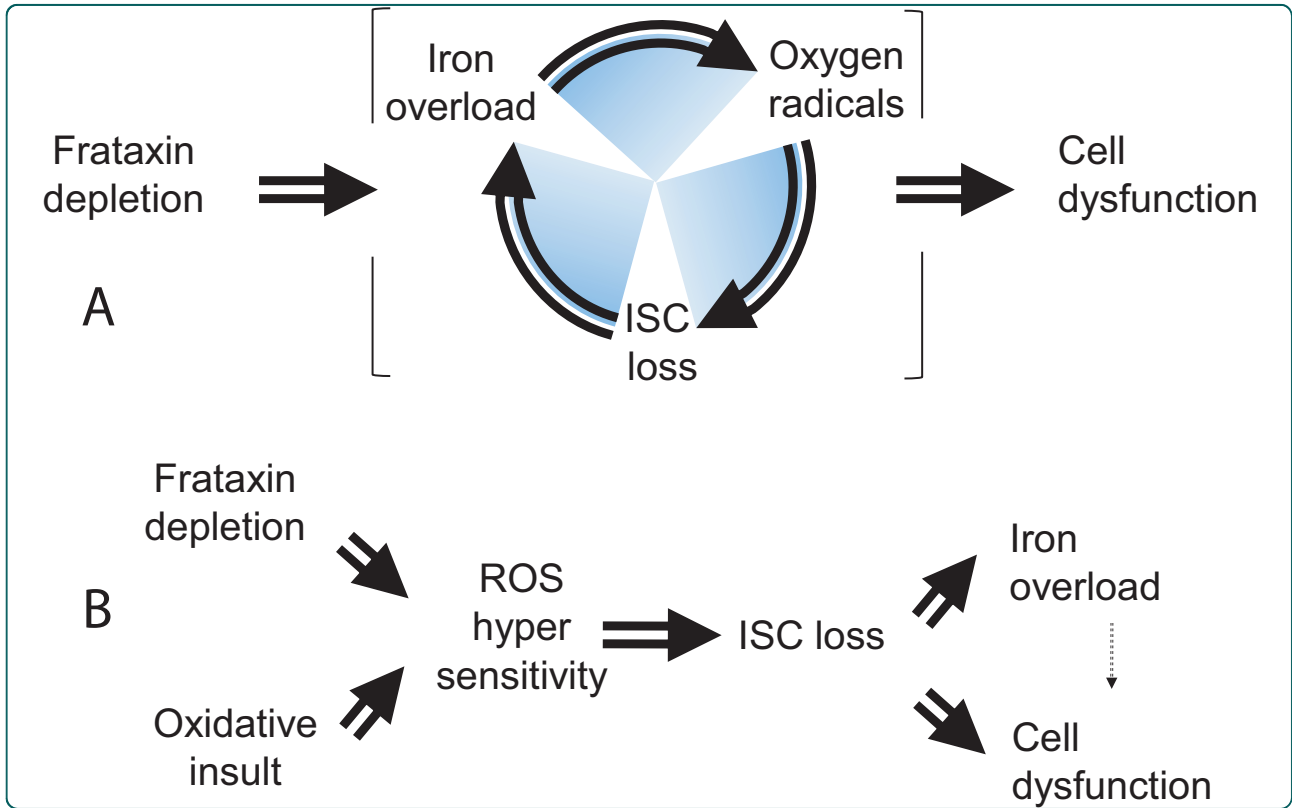 Iron
overload
Oxygen
radicals
Frataxin
depletion
Cell
dysfunction
A
ISC
loss
Frataxin
depletion
Iron
overload
B
ROS
hyper
sensitivity
ISC loss
Oxidative
insult
Cell
dysfunction